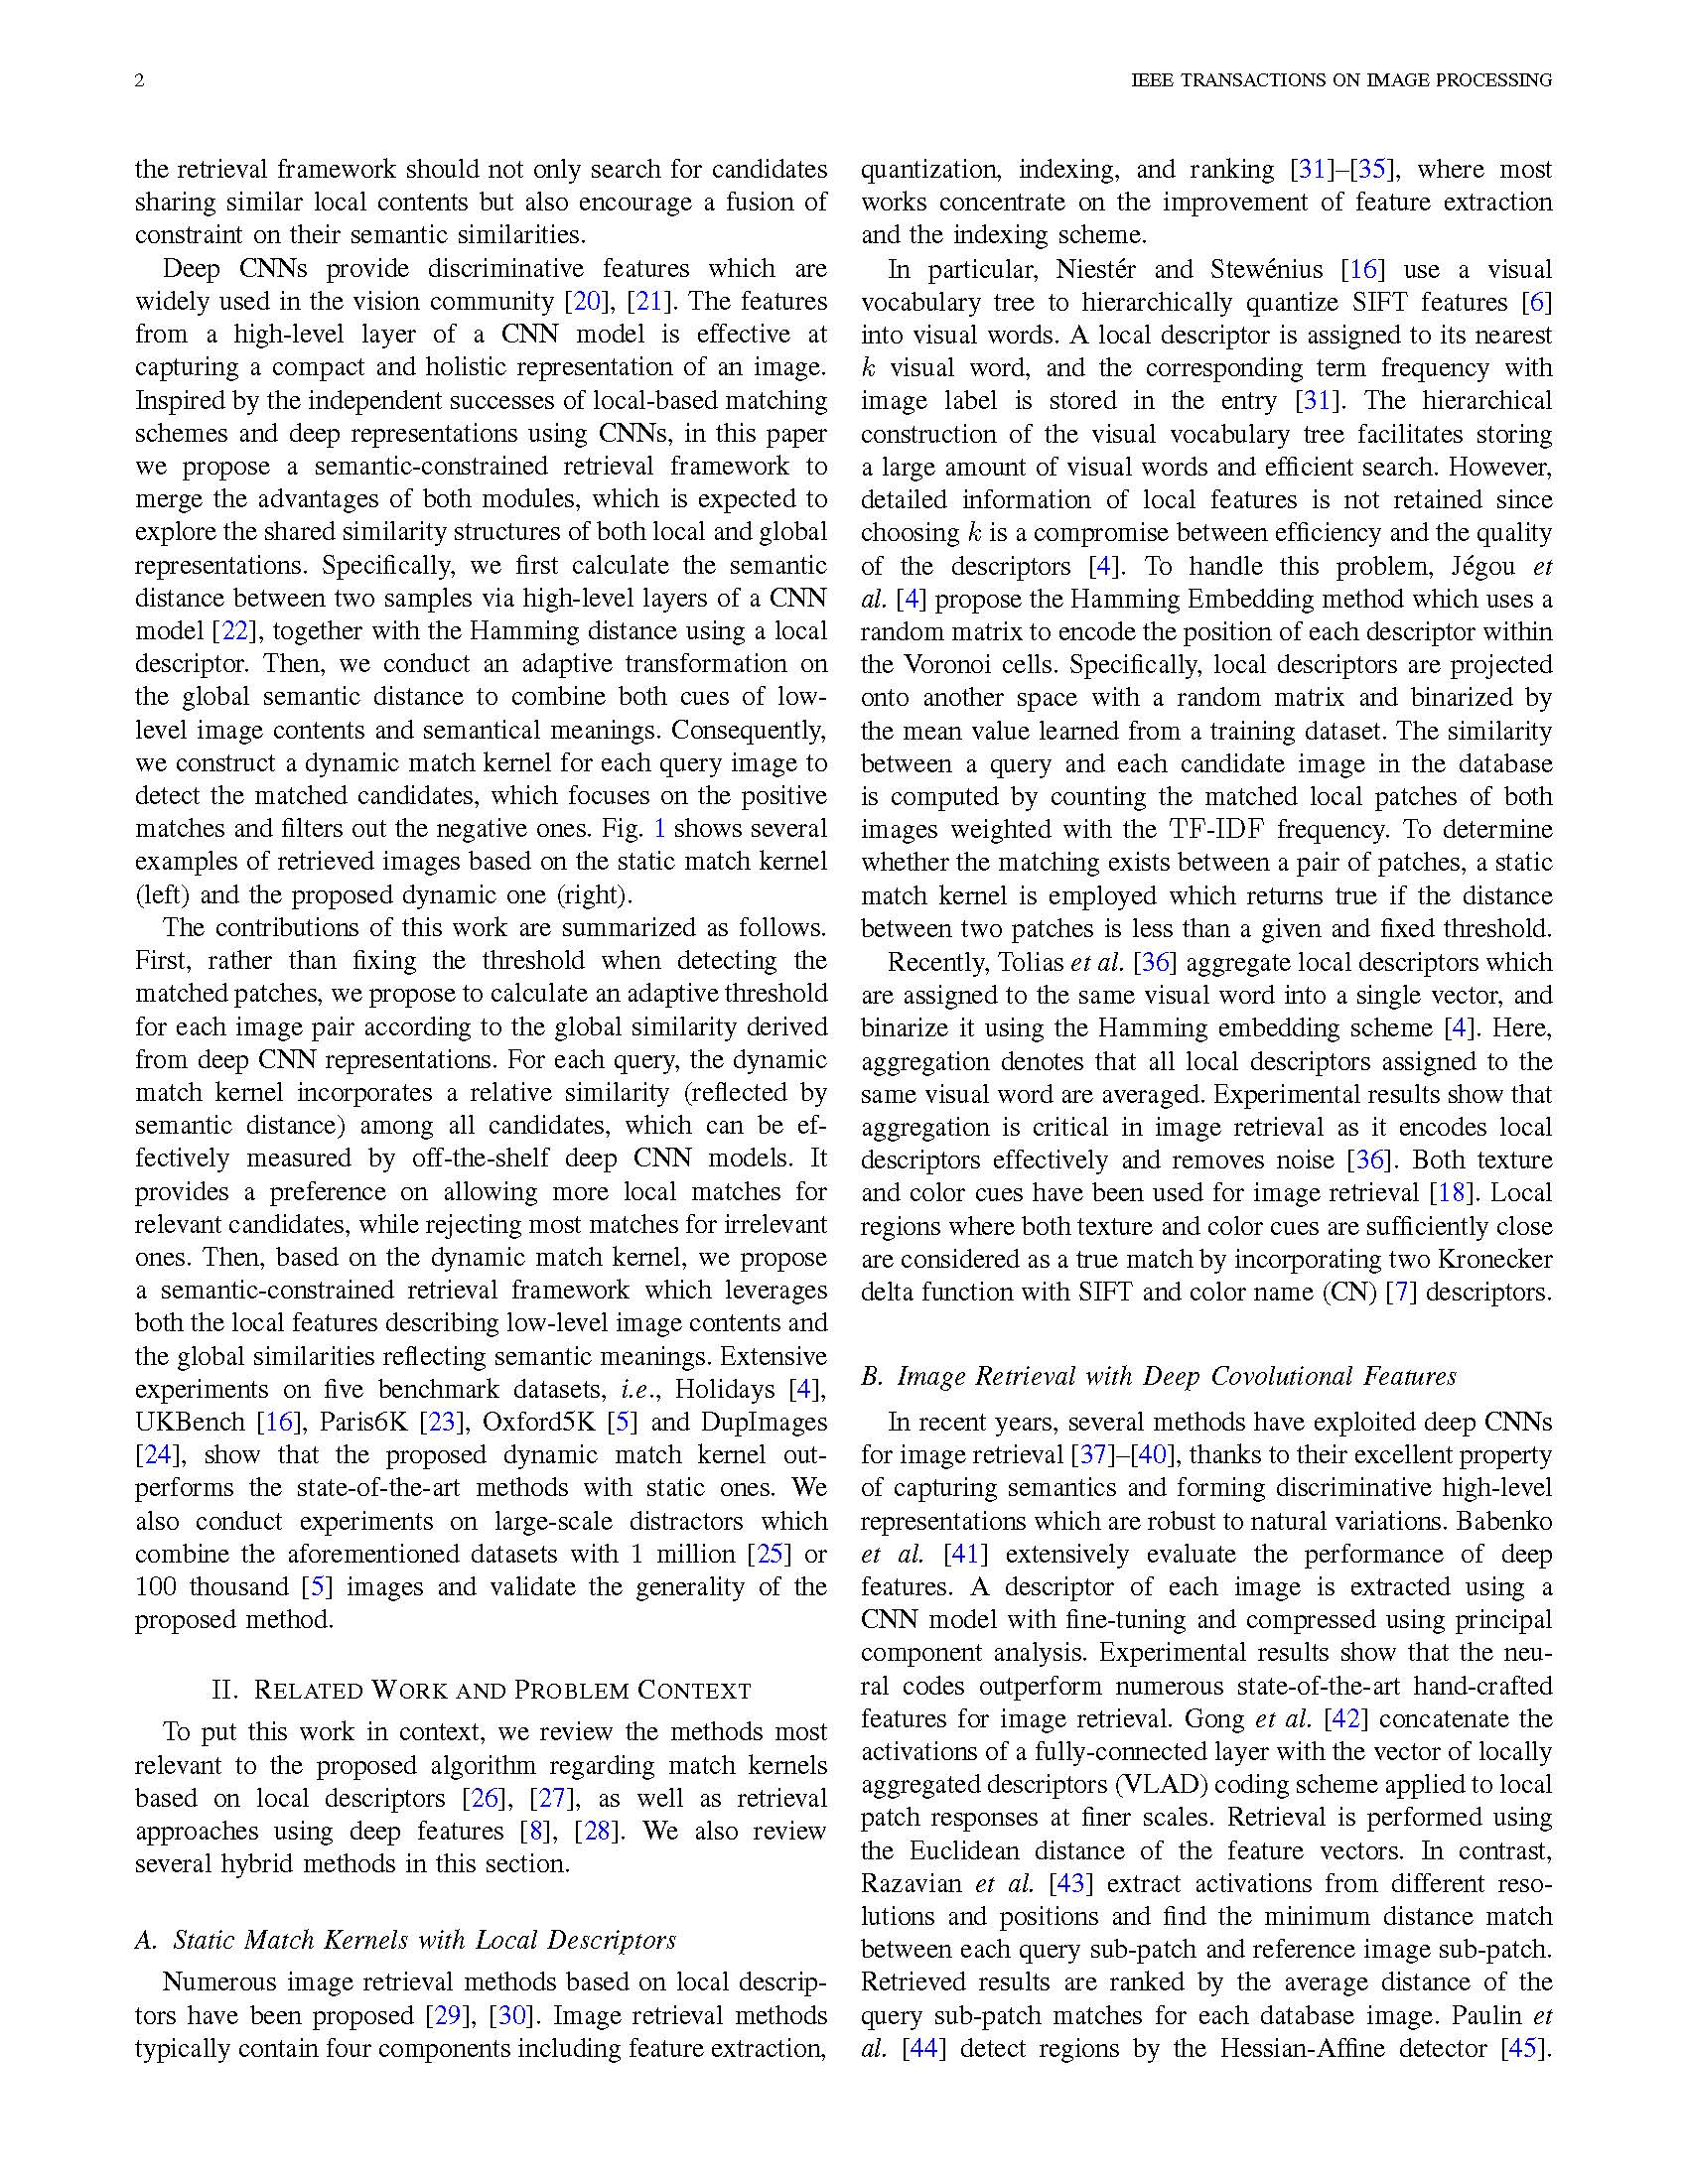 2
IEEE TRANSACTIONS ON IMAGE PROCESSING
the retrieval framework should not only search for candidates
sharing similar local contents but also encourage a fusion of
constraint on their semantic similarities.
Deep CNNs provide discriminative features which are
widely used in the vision community [20], [21]. The features
from a high-level layer of a CNN model is effective at
capturing a compact and holistic representation of an image.
Inspired by the independent successes of local-based matching
schemes and deep representations using CNNs, in this paper
we propose a semantic-constrained retrieval framework to
merge the advantages of both modules, which is expected to
explore the shared similarity structures of both local and global
representations. Specifically, we first calculate the semantic
distance between two samples via high-level layers of a CNN
model [22], together with the Hamming distance using a local
descriptor. Then, we conduct an adaptive transformation on
the global semantic distance to combine both cues of low-
level image contents and semantical meanings. Consequently,
we construct a dynamic match kernel for each query image to
detect the matched candidates, which focuses on the positive
matches and filters out the negative ones. Fig. 1 shows several
examples of retrieved images based on the static match kernel
(left) and the proposed dynamic one (right).
The contributions of this work are summarized as follows.
First, rather than fixing the threshold when detecting the
matched patches, we propose to calculate an adaptive threshold
for each image pair according to the global similarity derived
from deep CNN representations. For each query, the dynamic
match kernel incorporates a relative similarity (reflected by
semantic distance) among all candidates, which can be ef-
fectively measured by off-the-shelf deep CNN models. It
provides a preference on allowing more local matches for
relevant candidates, while rejecting most matches for irrelevant
ones. Then, based on the dynamic match kernel, we propose
a semantic-constrained retrieval framework which leverages
both the local features describing low-level image contents and
the global similarities reflecting semantic meanings. Extensive
experiments on five benchmark datasets, i.e., Holidays [4],
UKBench [16], Paris6K [23], Oxford5K [5] and DupImages
[24], show that the proposed dynamic match kernel out-
performs the state-of-the-art methods with static ones. We
also conduct experiments on large-scale distractors which
combine the aforementioned datasets with 1 million [25] or
100 thousand [5] images and validate the generality of the
proposed method.
II. RELATED WORK AND PROBLEM CONTEXT
To put this work in context, we review the methods most
relevant to the proposed algorithm regarding match kernels
based on local descriptors [26], [27], as well as retrieval
approaches using deep features [8], [28]. We also review
several hybrid methods in this section.
A. Static Match Kernels with Local Descriptors
Numerous image retrieval methods based on local descrip-
tors have been proposed [29], [30]. Image retrieval methods
typically contain four components including feature extraction,
quantization, indexing, and ranking [31]–[35], where most
works concentrate on the improvement of feature extraction
and the indexing scheme.
In particular, Niestér and Stewénius [16] use a visual
vocabulary tree to hierarchically quantize SIFT features [6]
into visual words. A local descriptor is assigned to its nearest
k visual word, and the corresponding term frequency with
image label is stored in the entry [31]. The hierarchical
construction of the visual vocabulary tree facilitates storing
a large amount of visual words and efficient search. However,
detailed information of local features is not retained since
choosing k is a compromise between efficiency and the quality
of the descriptors [4]. To handle this problem, Jégou et
al. [4] propose the Hamming Embedding method which uses a
random matrix to encode the position of each descriptor within
the Voronoi cells. Specifically, local descriptors are projected
onto another space with a random matrix and binarized by
the mean value learned from a training dataset. The similarity
between a query and each candidate image in the database
is computed by counting the matched local patches of both
images weighted with the TF-IDF frequency. To determine
whether the matching exists between a pair of patches, a static
match kernel is employed which returns true if the distance
between two patches is less than a given and fixed threshold.
Recently, Tolias et al. [36] aggregate local descriptors which
are assigned to the same visual word into a single vector, and
binarize it using the Hamming embedding scheme [4]. Here,
aggregation denotes that all local descriptors assigned to the
same visual word are averaged. Experimental results show that
aggregation is critical in image retrieval as it encodes local
descriptors effectively and removes noise [36]. Both texture
and color cues have been used for image retrieval [18]. Local
regions where both texture and color cues are sufficiently close
are considered as a true match by incorporating two Kronecker
delta function with SIFT and color name (CN) [7] descriptors.
B. Image Retrieval with Deep Covolutional Features
In recent years, several methods have exploited deep CNNs
for image retrieval [37]–[40], thanks to their excellent property
of capturing semantics and forming discriminative high-level
representations which are robust to natural variations. Babenko
et al. [41] extensively evaluate the performance of deep
features. A descriptor of each image is extracted using a
CNN model with fine-tuning and compressed using principal
component analysis. Experimental results show that the neu-
ral codes outperform numerous state-of-the-art hand-crafted
features for image retrieval. Gong et al. [42] concatenate the
activations of a fully-connected layer with the vector of locally
aggregated descriptors (VLAD) coding scheme applied to local
patch responses at finer scales. Retrieval is performed using
the Euclidean distance of the feature vectors. In contrast,
Razavian et al. [43] extract activations from different reso-
lutions and positions and find the minimum distance match
between each query sub-patch and reference image sub-patch.
Retrieved results are ranked by the average distance of the
query sub-patch matches for each database image. Paulin et
al. [44] detect regions by the Hessian-Affine detector [45].